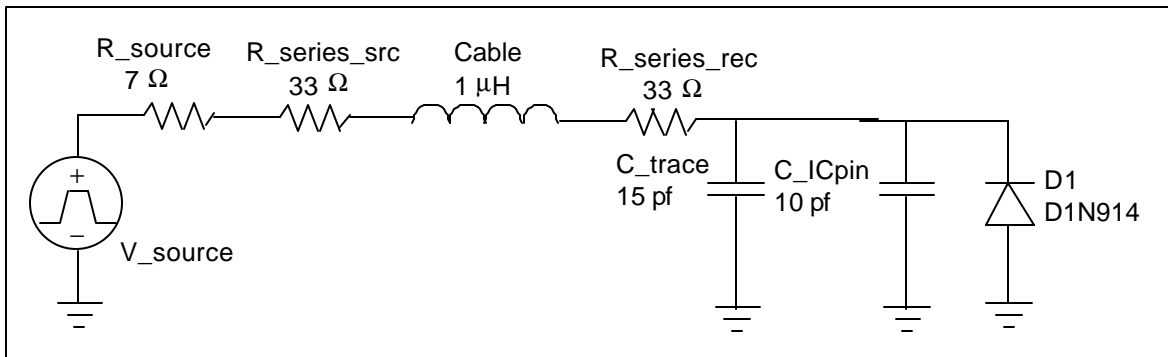 R_source
7 Ω
R_series_src
33 Ω
Cable
1 μH
R_series_rec
33 Ω
+
−
V_source
C_trace
15 pf
C_ICpin
10 pf
D1
D1N914